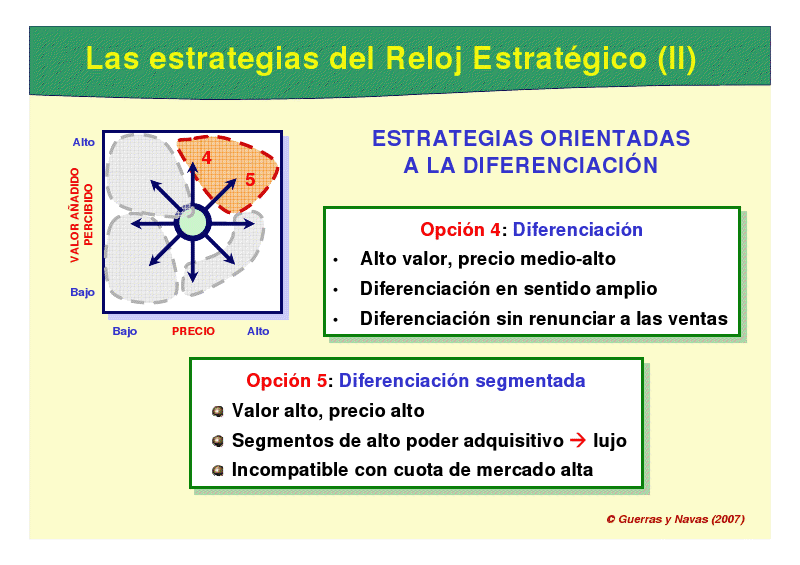 Las estrategias del Reloj Estratégico (II)
Alto
4
5
VALOR AÑADIDO
PERCIBIDO
Bajo
Bajo
PRECIO
Alto
ESTRATEGIAS ORIENTADAS
A LA DIFERENCIACIÓN
Opción 4: Diferenciación
• Alto valor, precio medio-alto
• Diferenciación en sentido amplio
• Diferenciación sin renunciar a las ventas
Opción 5: Diferenciación segmentada
Valor alto, precio alto
Segmentos de alto poder adquisitivo → lujo
Incompatible con cuota de mercado alta
© Guerras y Navas (2007)